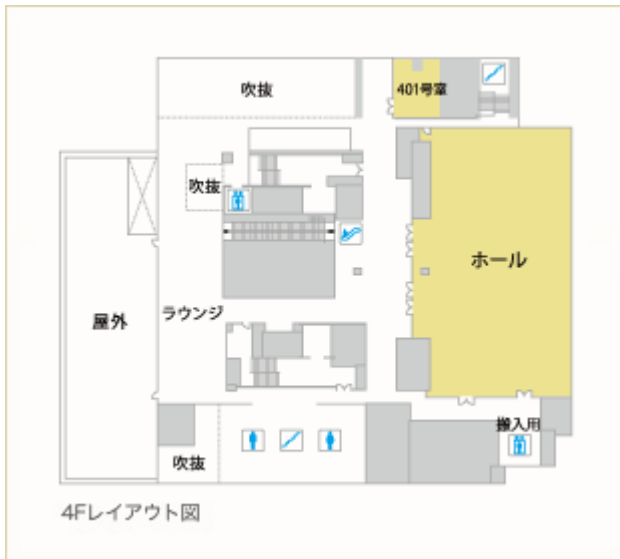 吹抜
401号室
吹抜
ホール
ラウンジ
屋外
搬入用
吹抜
4Fレイアウト図